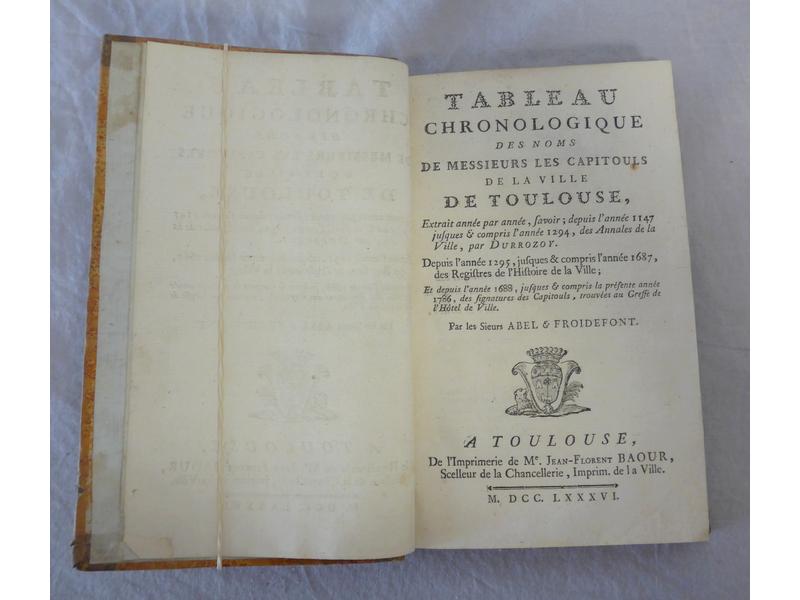 TABLEAU
CHRONOLOGIQUE
DES NOMS
DE MESSIEURS LES CAPITOULS
DE LA VILLE
DE TOULOUSE,
Extrait année par année, ſavoir; depuis l'année 1147
juſques & compris l'année 1294, des Annales de la
Ville, par DURROZOY.
Depuis l'année 1295, juſques & compris l'année 1687,
des Regiſtres de l'Hiſtoire de la Ville;
Et depuis l'année 1688, juſques & compris la préſente année
1786, des ſignatures des Capitouls, trouvées au Greffe de
l'Hôtel de Ville.
Par les Sieurs ABEL & FROIDEFONT.
A TOULOUSE,
De l'Imprimerie de Me. JEAN-FLORENT BAOUR,
Scelleur de la Chancellerie, Imprim. de la Ville.
M. DCC. LXXXVI.